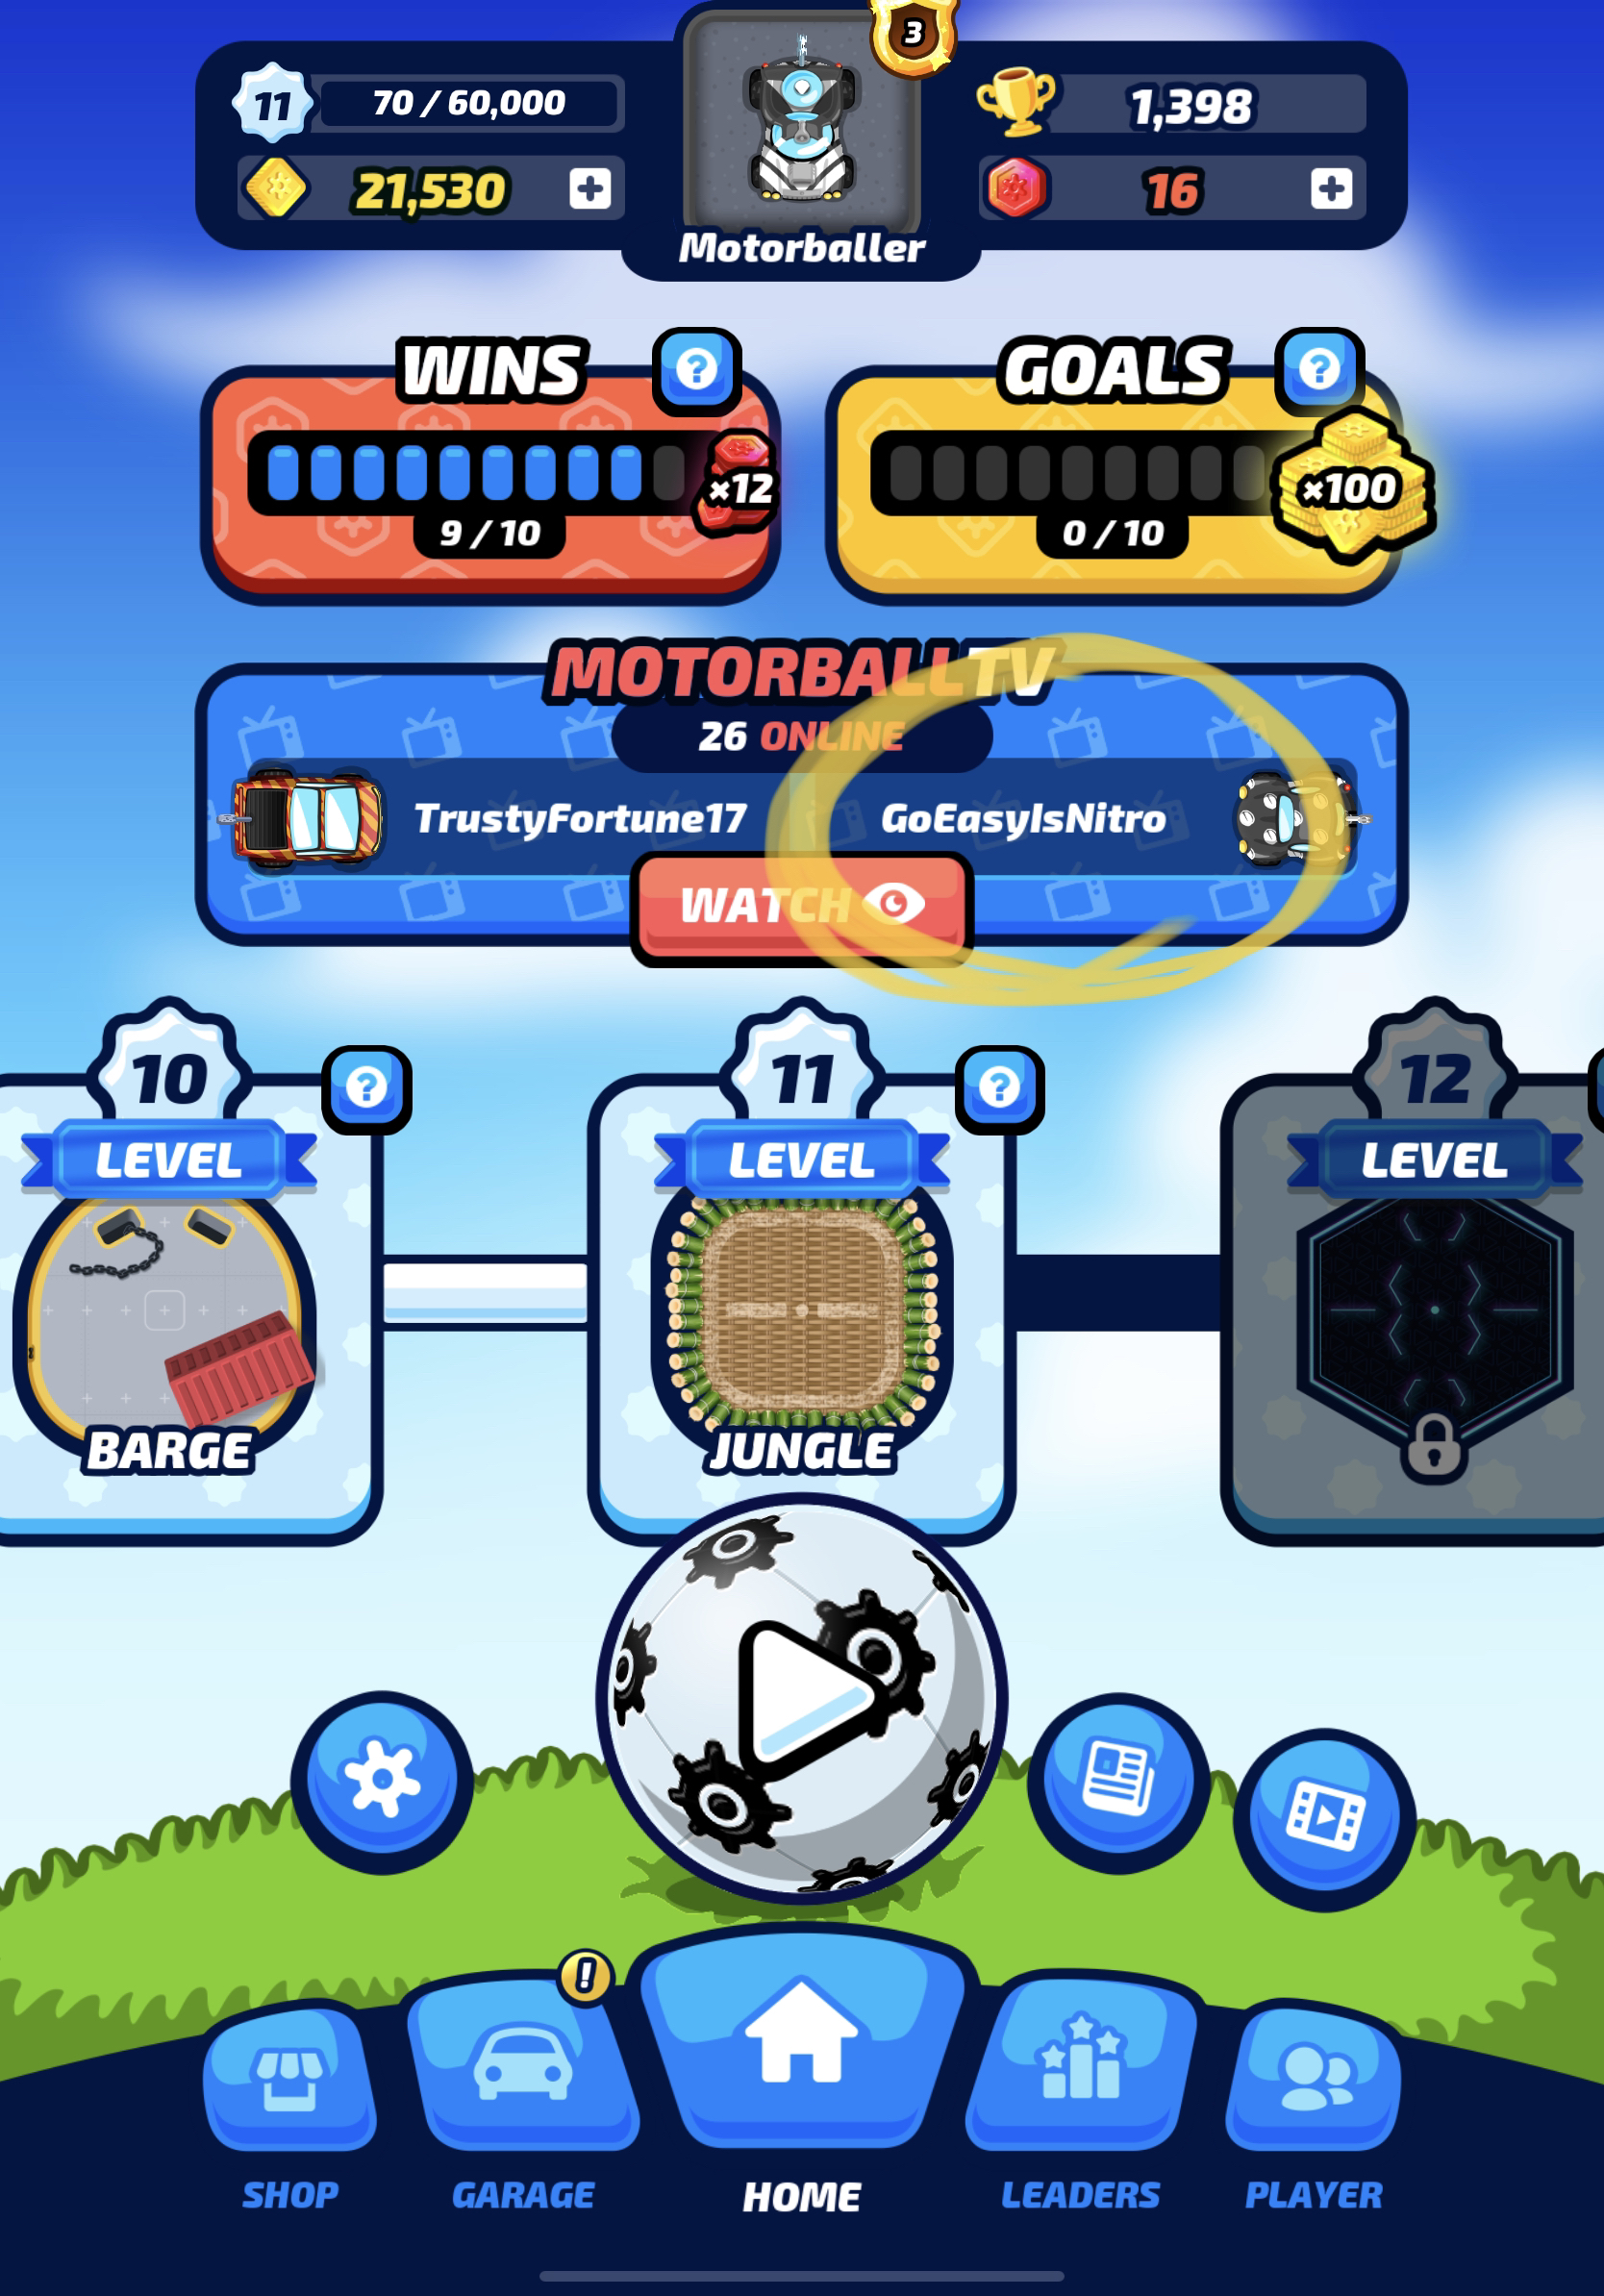 3
11
70 / 60,000
1,398
21,530
16
Motorballer
WINS
GOALS
×12
×100
9 / 10
0 / 10
MOTORBALLTV
26 ONLINE
TrustyFortune17
GoEasyIsNitro
WATCH
10
11
12
LEVEL
LEVEL
LEVEL
BARGE
JUNGLE
SHOP
GARAGE
HOME
LEADERS
PLAYER